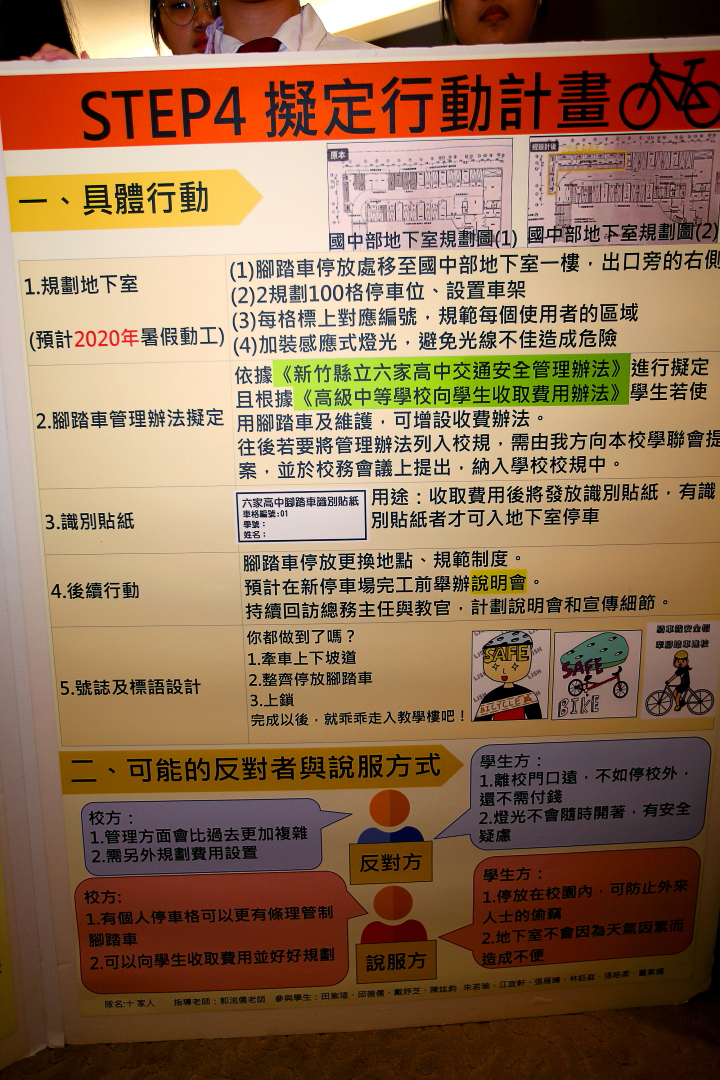 STEP4 擬定行動計畫
一、具體行動
原本
經設計後
國中部地下室規劃圖(1)
國中部地下室規劃圖(2)
1.規劃地下室
(預計2020年暑假動工)
(1)腳踏車停放處移至國中部地下室一樓，出口旁的右側
(2)2規劃100格停車位、設置車架
(3)每格標上對應編號，規範每個使用者的區域
(4)加裝感應式燈光，避免光線不佳造成危險
2.腳踏車管理辦法擬定
依據《新竹縣立六家高中交通安全管理辦法》進行擬定
且根據《高級中等學校向學生收取費用辦法》學生若使
用腳踏車及維護，可增設收費辦法。
往後若要將管理辦法列入校規，需由我方向本校學聯會提
案，並於校務會議上提出，納入學校校規中。
3.識別貼紙
六家高中腳踏車識別貼紙
車格編號:01
學號：
姓名：
用途：收取費用後將發放識別貼紙，有識
別貼紙者才可入地下室停車
4.後續行動
腳踏車停放更換地點、規範制度。
預計在新停車場完工前舉辦說明會。
持續回訪總務主任與教官，計劃說明會和宣傳細節。
5.號誌及標語設計
你都做到了嗎？
1.牽車上下坡道
2.整齊停放腳踏車
3.上鎖
完成以後，就乖乖走入教學樓吧！
SAFE
BICYCLE
SAFE
BIKE
騎車戴安全帽
二、可能的反對者與說服方式
校方：
1.管理方面會比過去更加複雜
2.需另外規劃費用設置
反對方
學生方：
1.離校門口遠，不如停校外，
還不需付錢
2.燈光不會隨時開著，有安全
疑慮
校方:
1.有個人停車格可以更有條理管制
腳踏車
2.可以向學生收取費用並好好規劃
說服方
學生方：
1.停放在校園內，可防止外來
人士的偷竊
2.地下室不會因為天氣因素而
造成不便
隊名:十家人 指導老師：郭洺儒老師 參與學生：